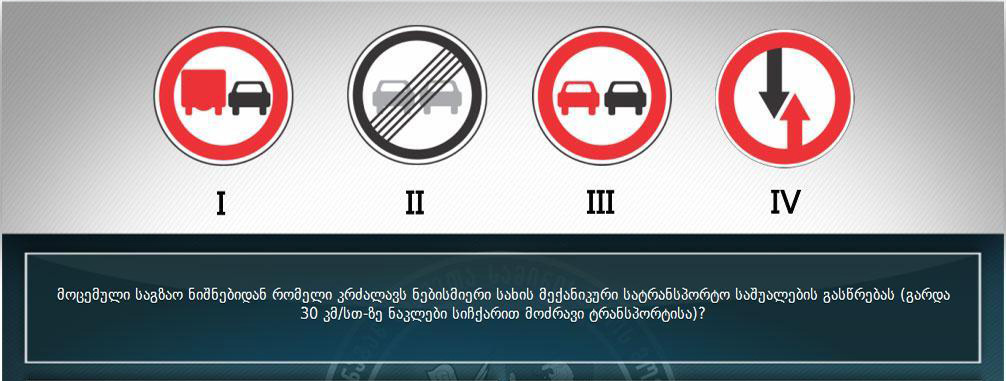 I II III IV
მოცემული საგზაო ნიშნებიდან რომელი კრძალავს ნებისმიერი სახის მექანიკური სატრანსპორტო საშუალების გასწრებას (გარდა
30 კმ/სთ-ზე ნაკლები სიჩქარით მოძრავი ტრანსპორტისა)?